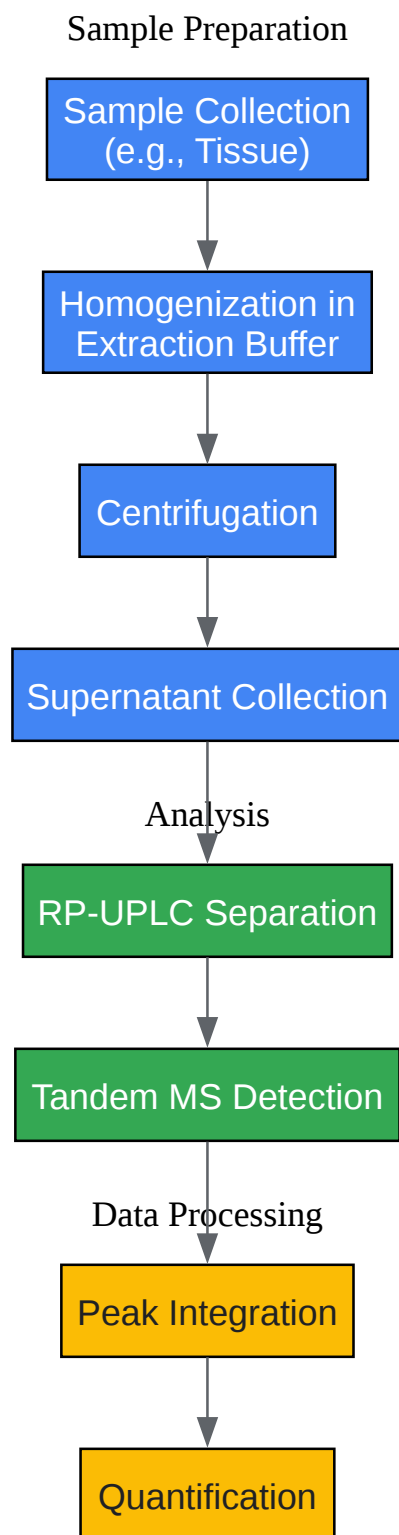 Sample Preparation
Sample Collection
(e.g., Tissue)
Homogenization in
Extraction Buffer
Centrifugation
Supernatant Collection
Analysis
RP-UPLC Separation
Tandem MS Detection
Data Processing
Peak Integration
Quantification